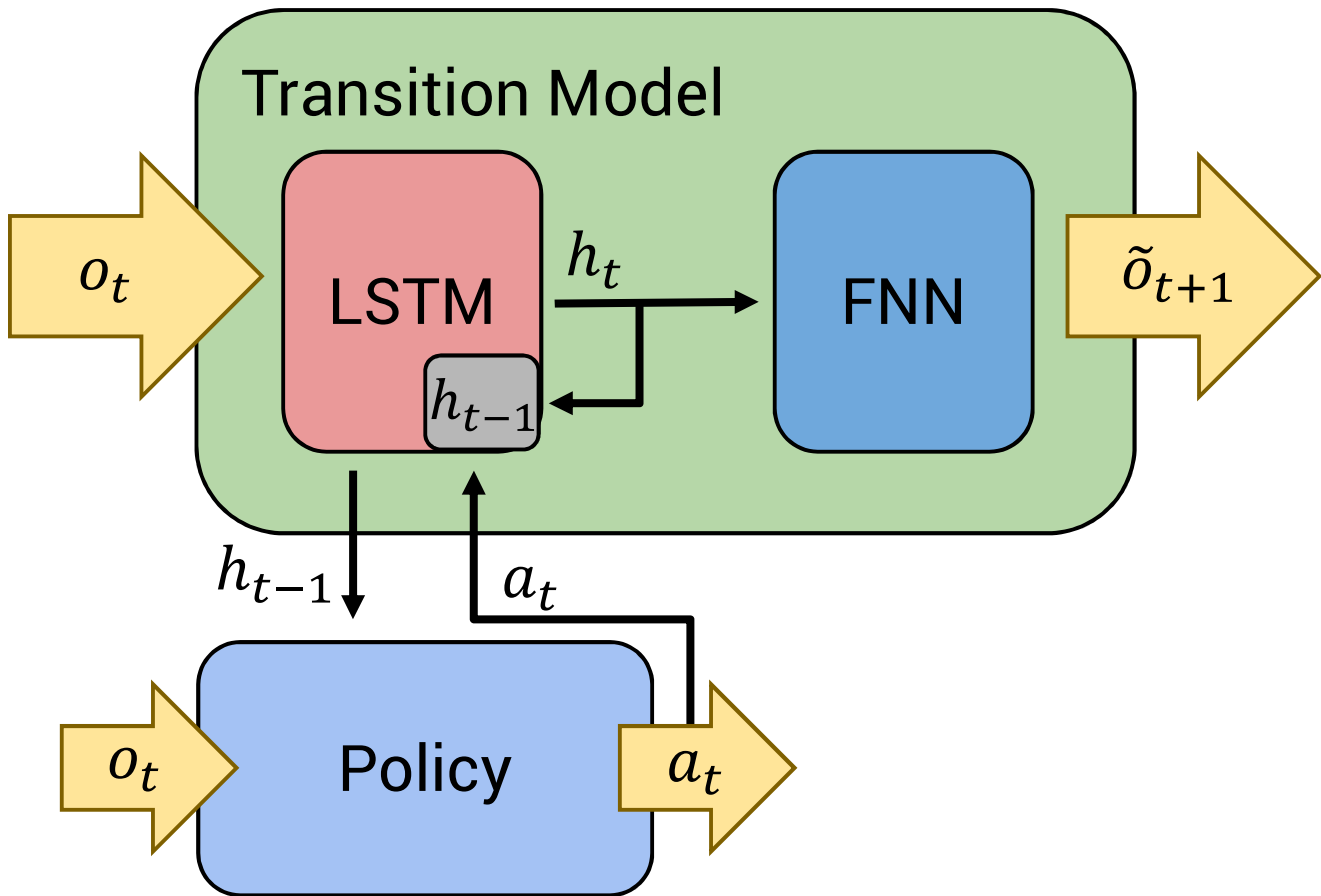 Transition Model
o_t
LSTM
h_t
FNN
õ_{t+1}
h_{t−1}
h_{t−1}
a_t
o_t
Policy
a_t